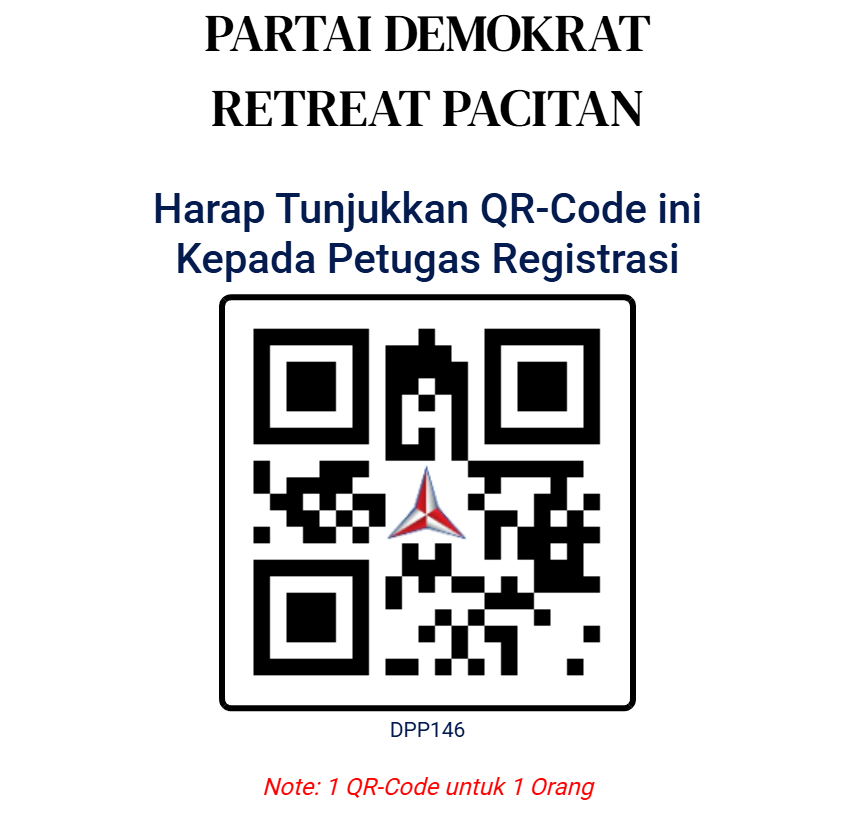 PARTAI DEMOKRAT
RETREAT PACITAN
Harap Tunjukkan QR-Code ini
Kepada Petugas Registrasi
DPP146
Note: 1 QR-Code untuk 1 Orang